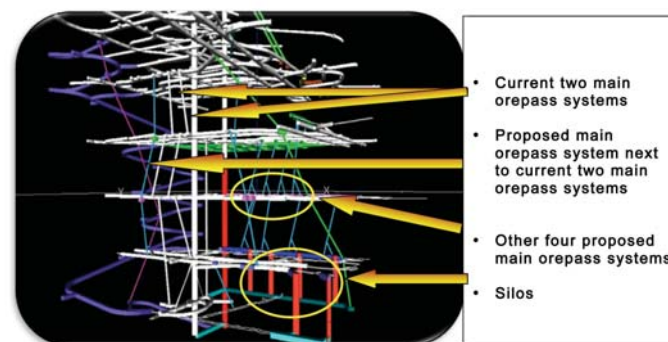 • Current two main
orepass systems
• Proposed main
orepass system next
to current two main
orepass systems
• Other four proposed
main orepass systems
• Silos